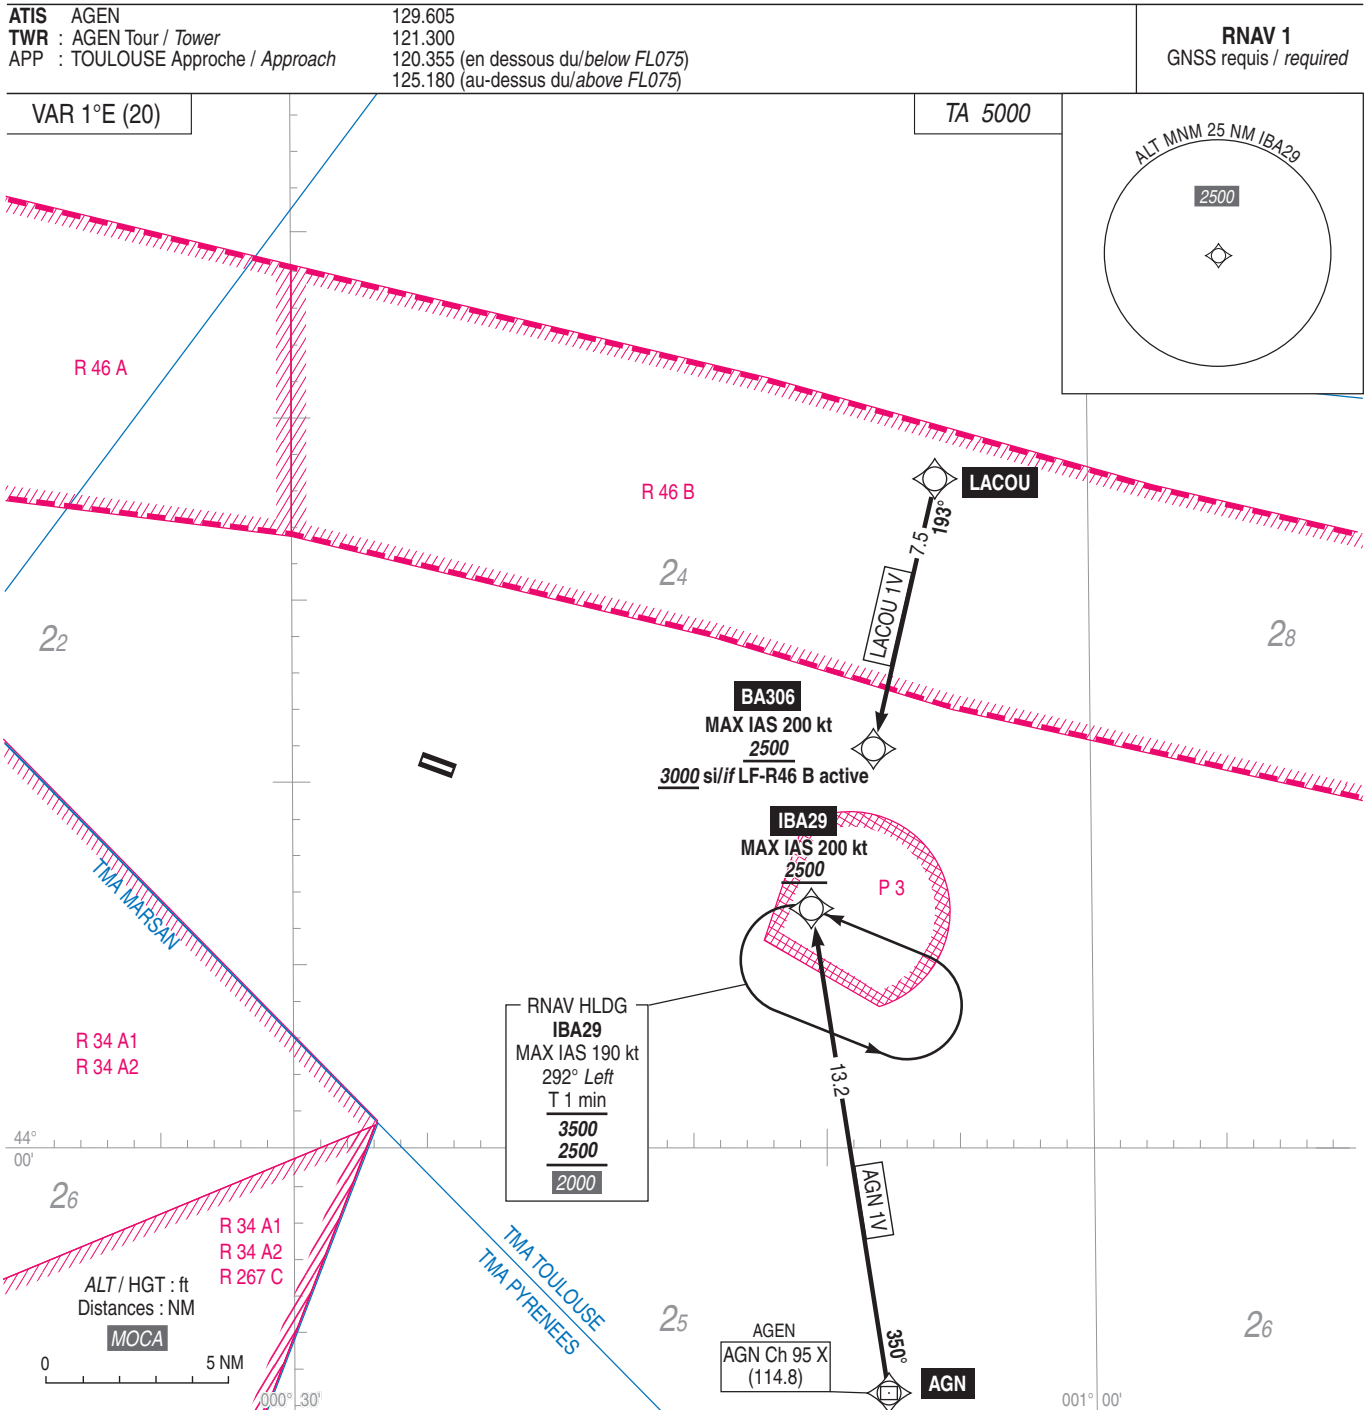 ATIS AGEN 129.605
TWR : AGEN Tour / Tower 121.300
APP : TOULOUSE Approche / Approach 120.355 (en dessous du/below FL075)
125.180 (au-dessus du/above FL075)
RNAV 1
GNSS requis / required
VAR 1°E (20)
TA 5000
ALT MNM 25 NM IBA29
2500
R 46 A
R 46 B
LACOU
193°
7.5
LACOU 1V
24
22
28
BA306
MAX IAS 200 kt
2500
3000 si/if LF-R46 B active
IBA29
MAX IAS 200 kt
2500
P 3
TMA MARSAN
RNAV HLDG
IBA29
MAX IAS 190 kt
292° Left
T 1 min
3500
2500
2000
13.2
R 34 A1
R 34 A2
44°
00'
26
AGN 1V
R 34 A1
R 34 A2
R 267 C
TMA TOULOUSE
TMA PYRENEES
ALT / HGT : ft
Distances : NM
MOCA
0 5 NM
25
26
AGEN
AGN Ch 95 X
(114.8)
350°
AGN
000° 30'
001° 00'